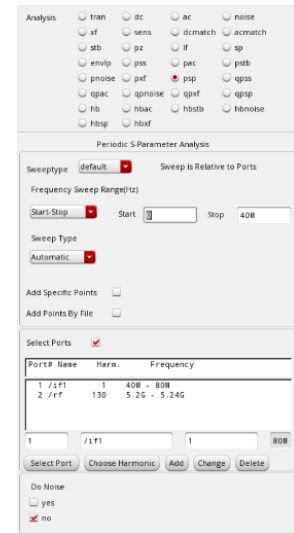 Analysis tran dc ac noise
xf sens dcmatch acmatch
stb pz lf sp
envlp pss pac pstb
pnoise pxf psp qpss
qpac qpnoise qpxf qpsp
hb hbac hbstb hbnoise
hbsp hbxf
Periodic S-Parameter Analysis
Sweeptype default Sweep is Relative to Ports
Frequency Sweep Range(Hz)
Start-Stop Start Stop 40M
Sweep Type
Automatic
Add Specific Points
Add Points By File
Select Ports
Port# Name Harm. Frequency
1 /if1 1 40M - 80M
2 /rf 130 5.2G - 5.24G
1 /if1 1 80M
Select Port Choose Harmonic Add Change Delete
Do Noise
yes
no